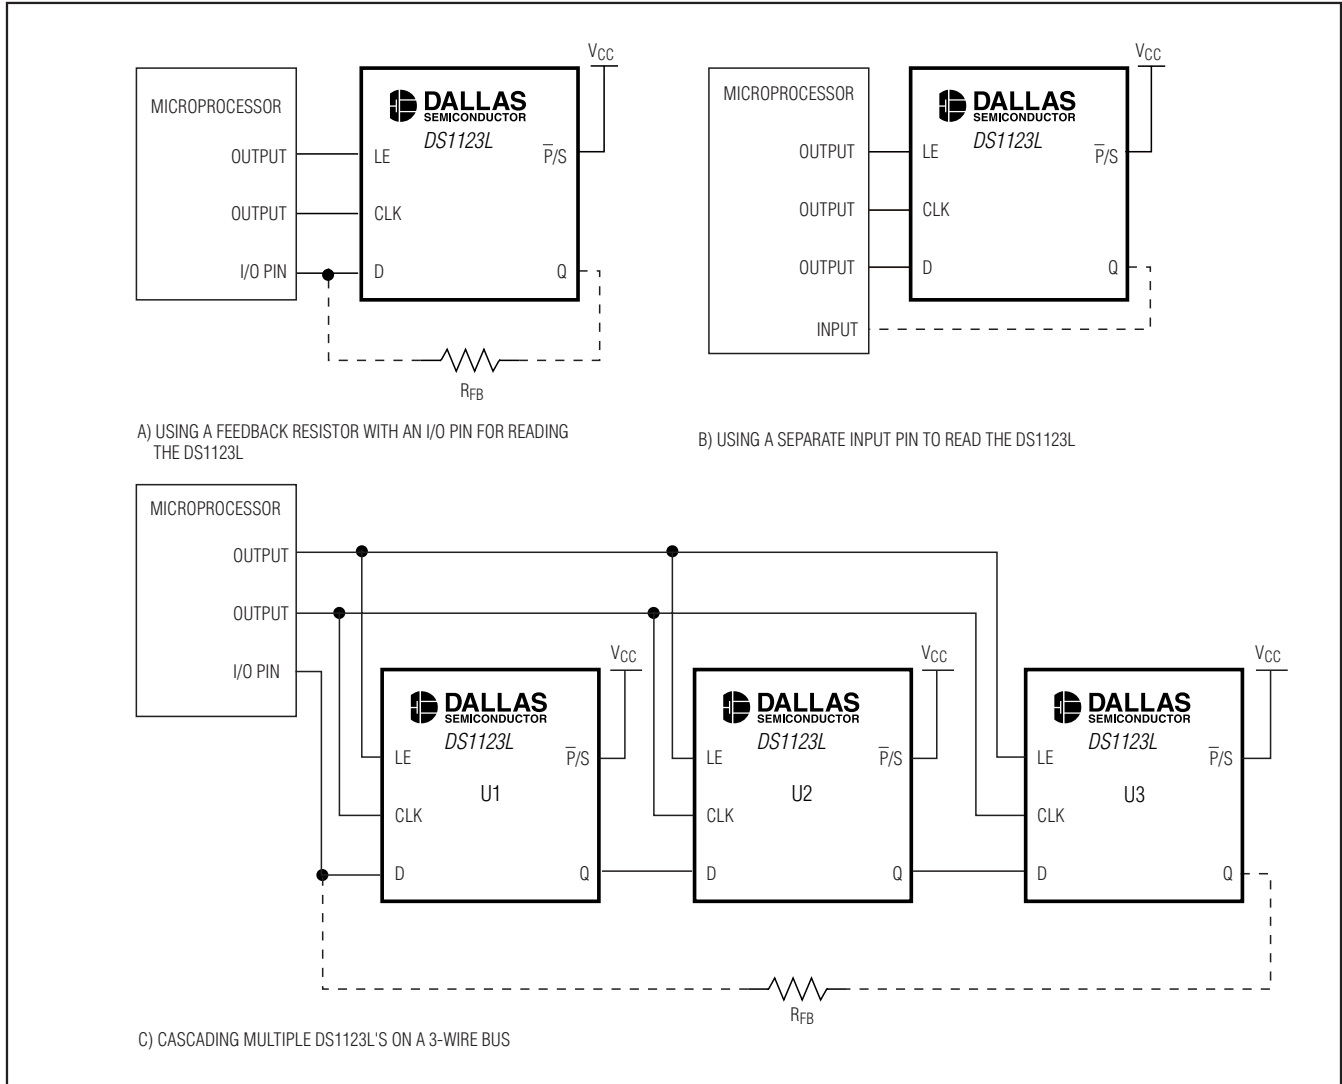 MICROPROCESSOR
OUTPUT
OUTPUT
I/O PIN
DALLAS
SEMICONDUCTOR
DS1123L
LE
CLK
D
P̅/S
Q
VCC
RFB
A) USING A FEEDBACK RESISTOR WITH AN I/O PIN FOR READING
THE DS1123L
MICROPROCESSOR
OUTPUT
OUTPUT
OUTPUT
INPUT
DALLAS
SEMICONDUCTOR
DS1123L
LE
CLK
D
P̅/S
Q
VCC
B) USING A SEPARATE INPUT PIN TO READ THE DS1123L
MICROPROCESSOR
OUTPUT
OUTPUT
I/O PIN
DALLAS
SEMICONDUCTOR
DS1123L
U1
LE
CLK
D
P̅/S
Q
VCC
DALLAS
SEMICONDUCTOR
DS1123L
U2
LE
CLK
D
P̅/S
Q
VCC
DALLAS
SEMICONDUCTOR
DS1123L
U3
LE
CLK
D
P̅/S
Q
VCC
RFB
C) CASCADING MULTIPLE DS1123L'S ON A 3-WIRE BUS